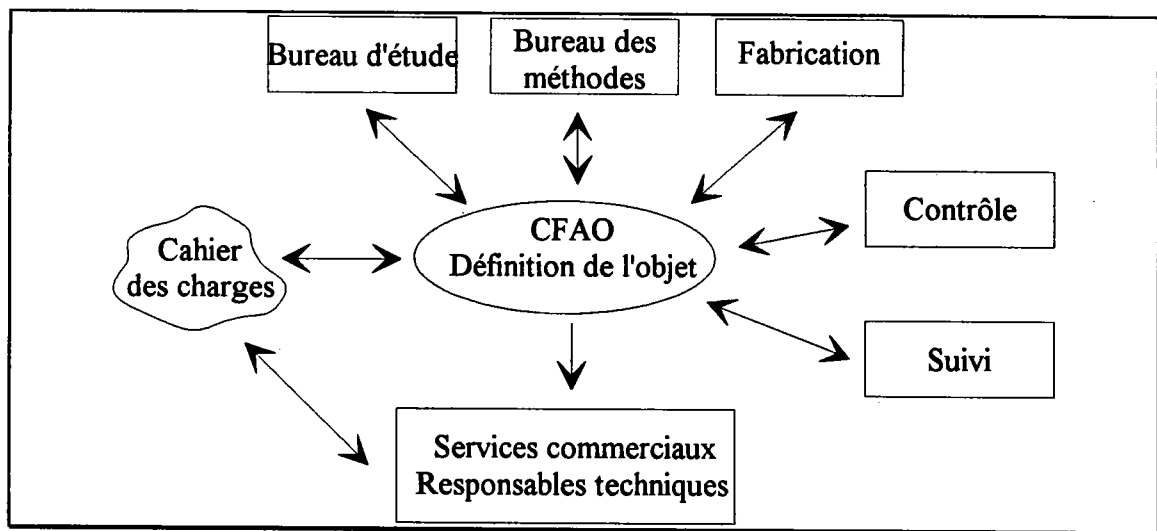 Bureau d'étude
Bureau des
méthodes
Fabrication
Contrôle
CFAO
Définition de l'objet
Cahier
des charges
Suivi
Services commerciaux
Responsables techniques